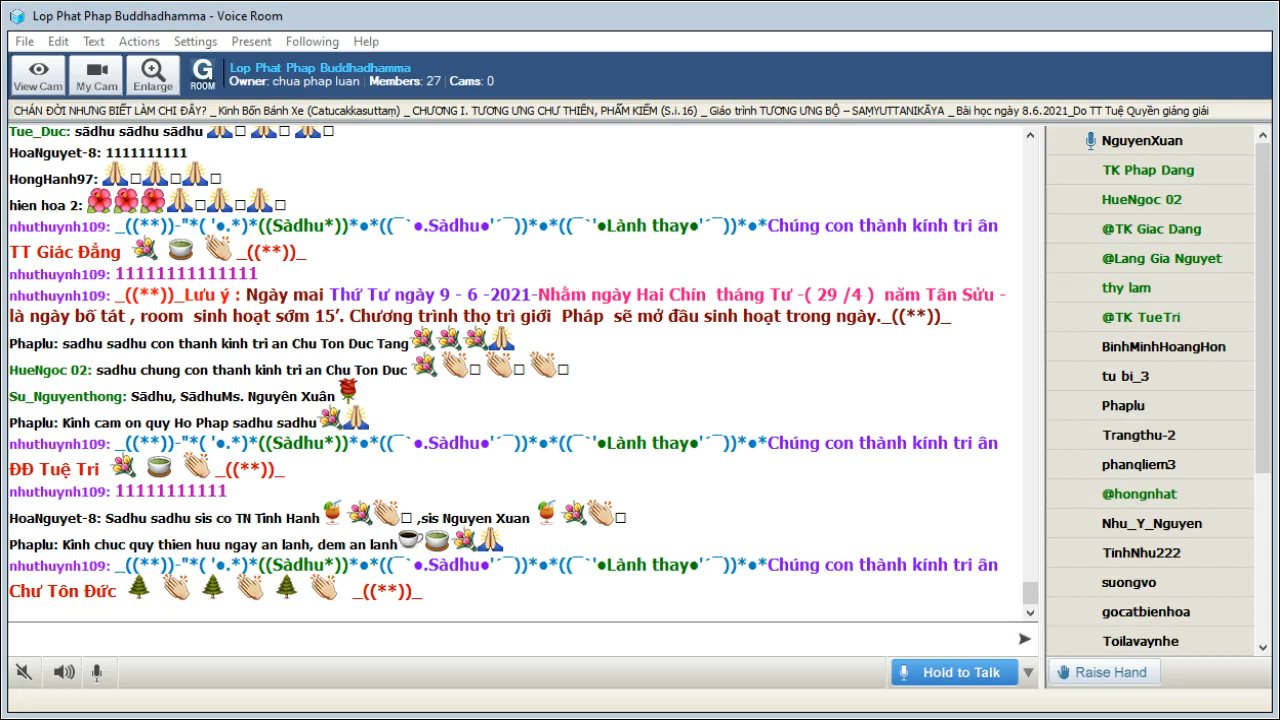 Lop Phat Phap Buddhadhamma - Voice Room
File Edit Text Actions Settings Present Following Help
View Cam My Cam Enlarge G ROOM
Lop Phat Phap Buddhadhamma
Owner: chua phap luan | Members: 27 | Cams: 0
CHÁN ĐỜI NHƯNG BIẾT LÀM CHI ĐÂY? _ Kinh Bốn Bánh Xe (Catucakkasuttaṃ) _ CHƯƠNG I. TƯƠNG ƯNG CHƯ THIÊN, PHẨM KIẾM (S.i.16) _ Giáo trình TƯƠNG ƯNG BỘ – SAṂYUTTANIKĀYA _ Bài học ngày 8.6.2021_Do TT Tuệ Quyền giảng giải
Tue_Duc: sādhu sādhu sādhu 🙏□ 🙏□ 🙏□
HoaNguyet-8: 1111111111
HongHanh97: 🙏□🙏□🙏□
hien hoa 2: 🌺🌺🌺🙏□🙏□🙏□
nhuthuynh109: _((**))-"*( '●.*)*((Sàdhu*))*●*((¯`●.Sàdhu●'´¯))*●*((¯`'●Lành thay●'´¯))*●*Chúng con thành kính tri ân
TT Giác Đẳng 💐 🍵 👏 _((**))_
nhuthuynh109: 11111111111111
nhuthuynh109: _((**))_Lưu ý : Ngày mai Thứ Tư ngày 9 - 6 -2021-Nhằm ngày Hai Chín tháng Tư -( 29 /4 ) năm Tân Sửu -
là ngày bố tát , room sinh hoạt sớm 15’. Chương trình thọ trì giới Pháp sẽ mở đầu sinh hoạt trong ngày._((**))_
Phaplu: sadhu sadhu con thanh kinh tri an Chu Ton Duc Tang 💐💐💐🙏
HueNgoc 02: sadhu chung con thanh kinh tri an Chu Ton Duc 💐 👏□ 👏□ 👏□
Su_Nguyenthong: Sādhu, SādhuMs. Nguyên Xuân 🌹
Phaplu: Kinh cam on quy Ho Phap sadhu sadhu 💐🙏
nhuthuynh109: _((**))-"*( '●.*)*((Sàdhu*))*●*((¯`●.Sàdhu●'´¯))*●*((¯`'●Lành thay●'´¯))*●*Chúng con thành kính tri ân
ĐĐ Tuệ Tri 💐 🍵 👏 _((**))_
nhuthuynh109: 11111111111
HoaNguyet-8: Sadhu sadhu sis co TN Tinh Hanh 🍹💐👏□ ,sis Nguyen Xuan 🍹💐👏□
Phaplu: Kinh chuc quy thien huu ngay an lanh, dem an lanh☕🍵💐🙏
nhuthuynh109: _((**))-"*( '●.*)*((Sàdhu*))*●*((¯`●.Sàdhu●'´¯))*●*((¯`'●Lành thay●'´¯))*●*Chúng con thành kính tri ân
Chư Tôn Đức 🌲 👏 🌲 👏 🌲 👏 _((**))_
Hold to Talk
NguyenXuan
TK Phap Dang
HueNgoc 02
@TK Giac Dang
@Lang Gia Nguyet
thy lam
@TK TueTri
BinhMinhHoangHon
tu bi_3
Phaplu
Trangthu-2
phanqliem3
@hongnhat
Nhu_Y_Nguyen
TinhNhu222
suongvo
gocatbienhoa
Toilavaynhe
Raise Hand